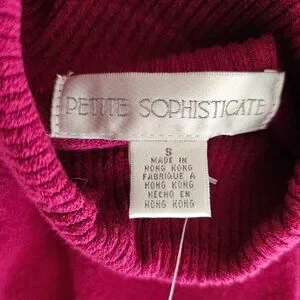 PETITE SOPHISTICATE
S
MADE IN
HONG KONG
FABRIQUE A
HONG KONG
HECHO EN
HONG KONG